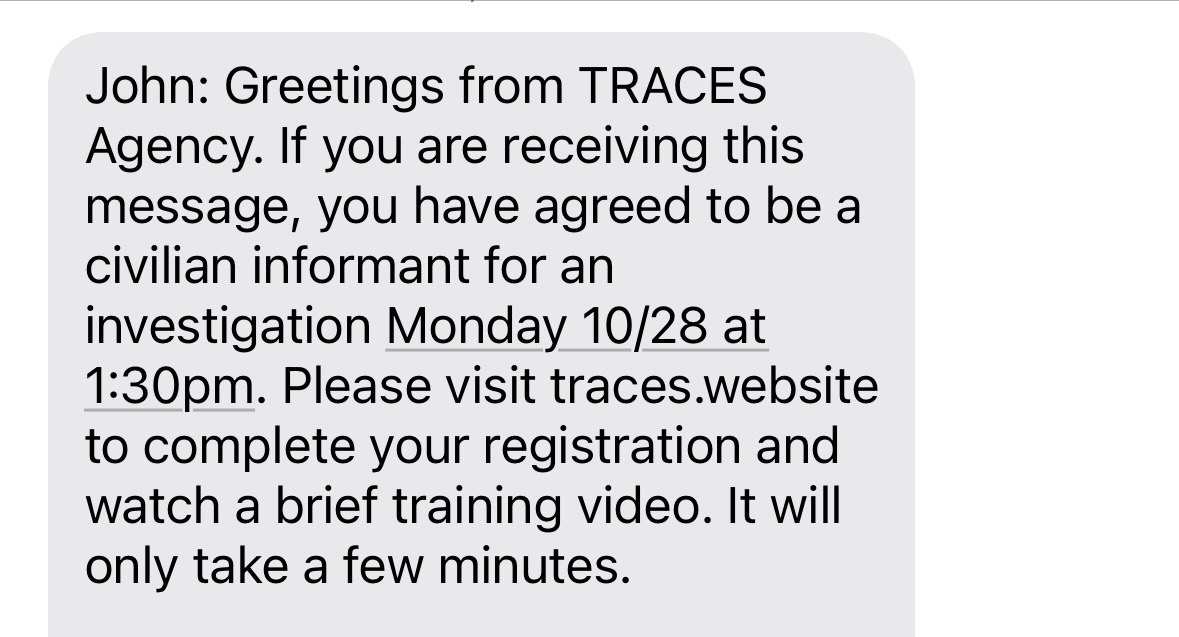 John: Greetings from TRACES
Agency. If you are receiving this
message, you have agreed to be a
civilian informant for an
investigation Monday 10/28 at
1:30pm. Please visit traces.website
to complete your registration and
watch a brief training video. It will
only take a few minutes.